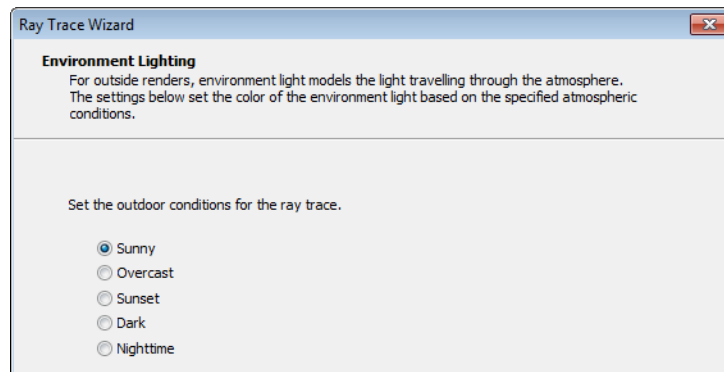 Ray Trace Wizard
Environment Lighting
For outside renders, environment light models the light travelling through the atmosphere.
The settings below set the color of the environment light based on the specified atmospheric
conditions.
Set the outdoor conditions for the ray trace.
Sunny
Overcast
Sunset
Dark
Nighttime